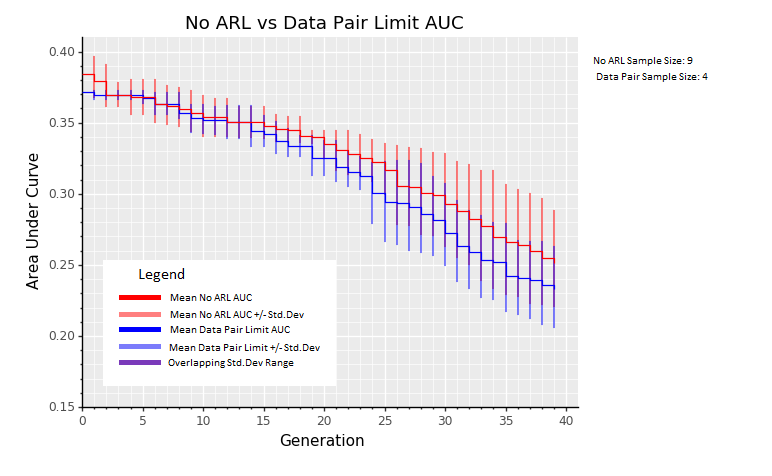 No ARL vs Data Pair Limit AUC
No ARL Sample Size: 9
Data Pair Sample Size: 4
0.40
0.35
0.30
0.25
0.20
0.15
Area Under Curve
Legend
Mean No ARL AUC
Mean No ARL AUC +/- Std.Dev
Mean Data Pair Limit AUC
Mean Data Pair Limit +/- Std.Dev
Overlapping Std.Dev Range
0 5 10 15 20 25 30 35 40
Generation